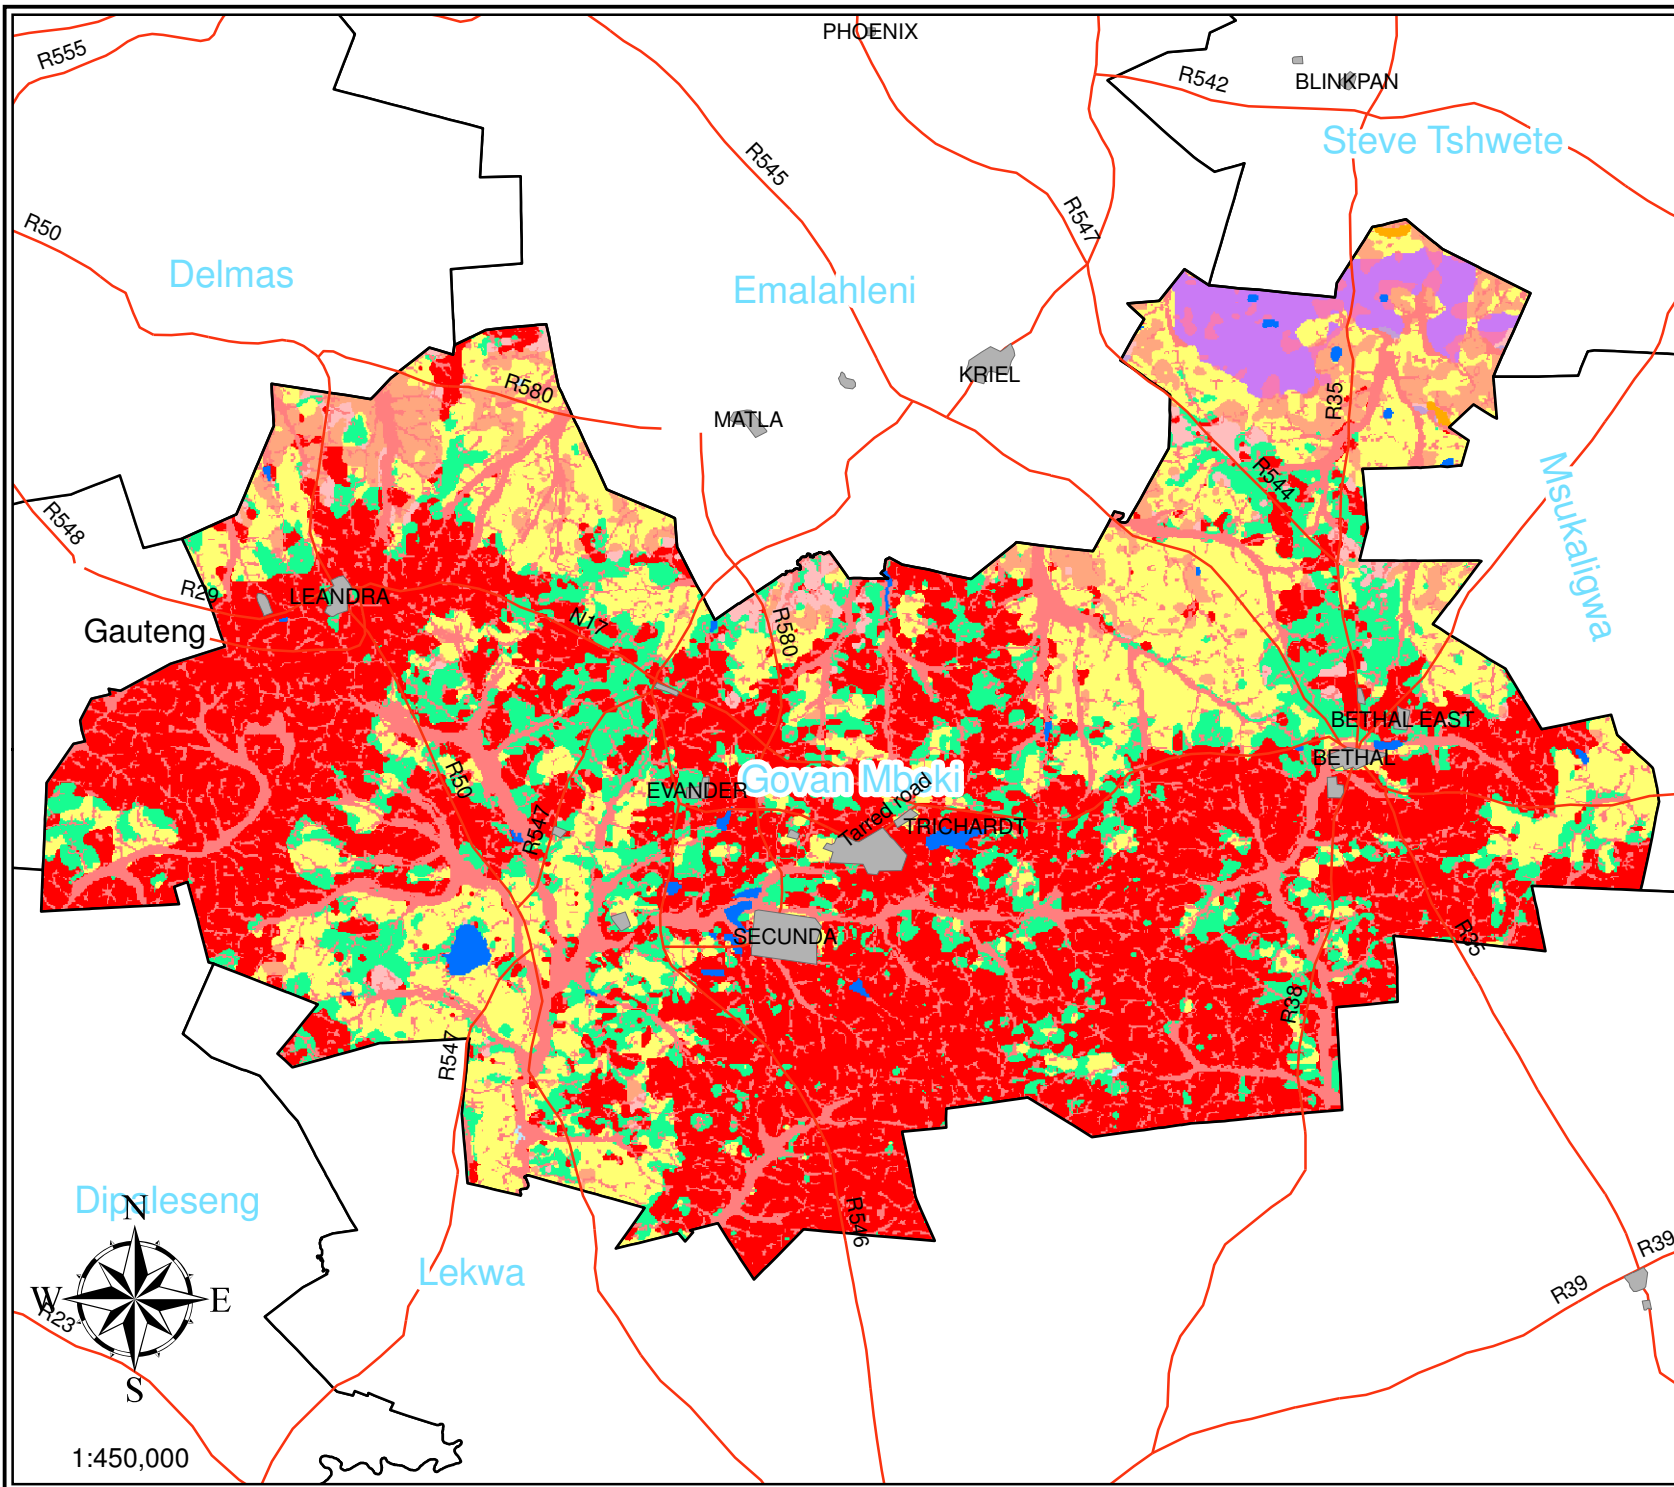 PHOENIX
R555
R542
BLINKPAN
Steve Tshwete
R545
R547
R50
Delmas
Emalahleni
KRIEL
R580
MATLA
R35
R544
Msukaligwa
R548
R29
LEANDRA
N17
R580
Gauteng
BETHAL EAST
BETHAL
R50
EVANDER
Govan Mbeki
Tarred road
TRICHARDT
R547
SECUNDA
R35
R38
R547
Dipaleseng
N
R546
R39
Lekwa
W
E
R39
R23
S
1:450,000